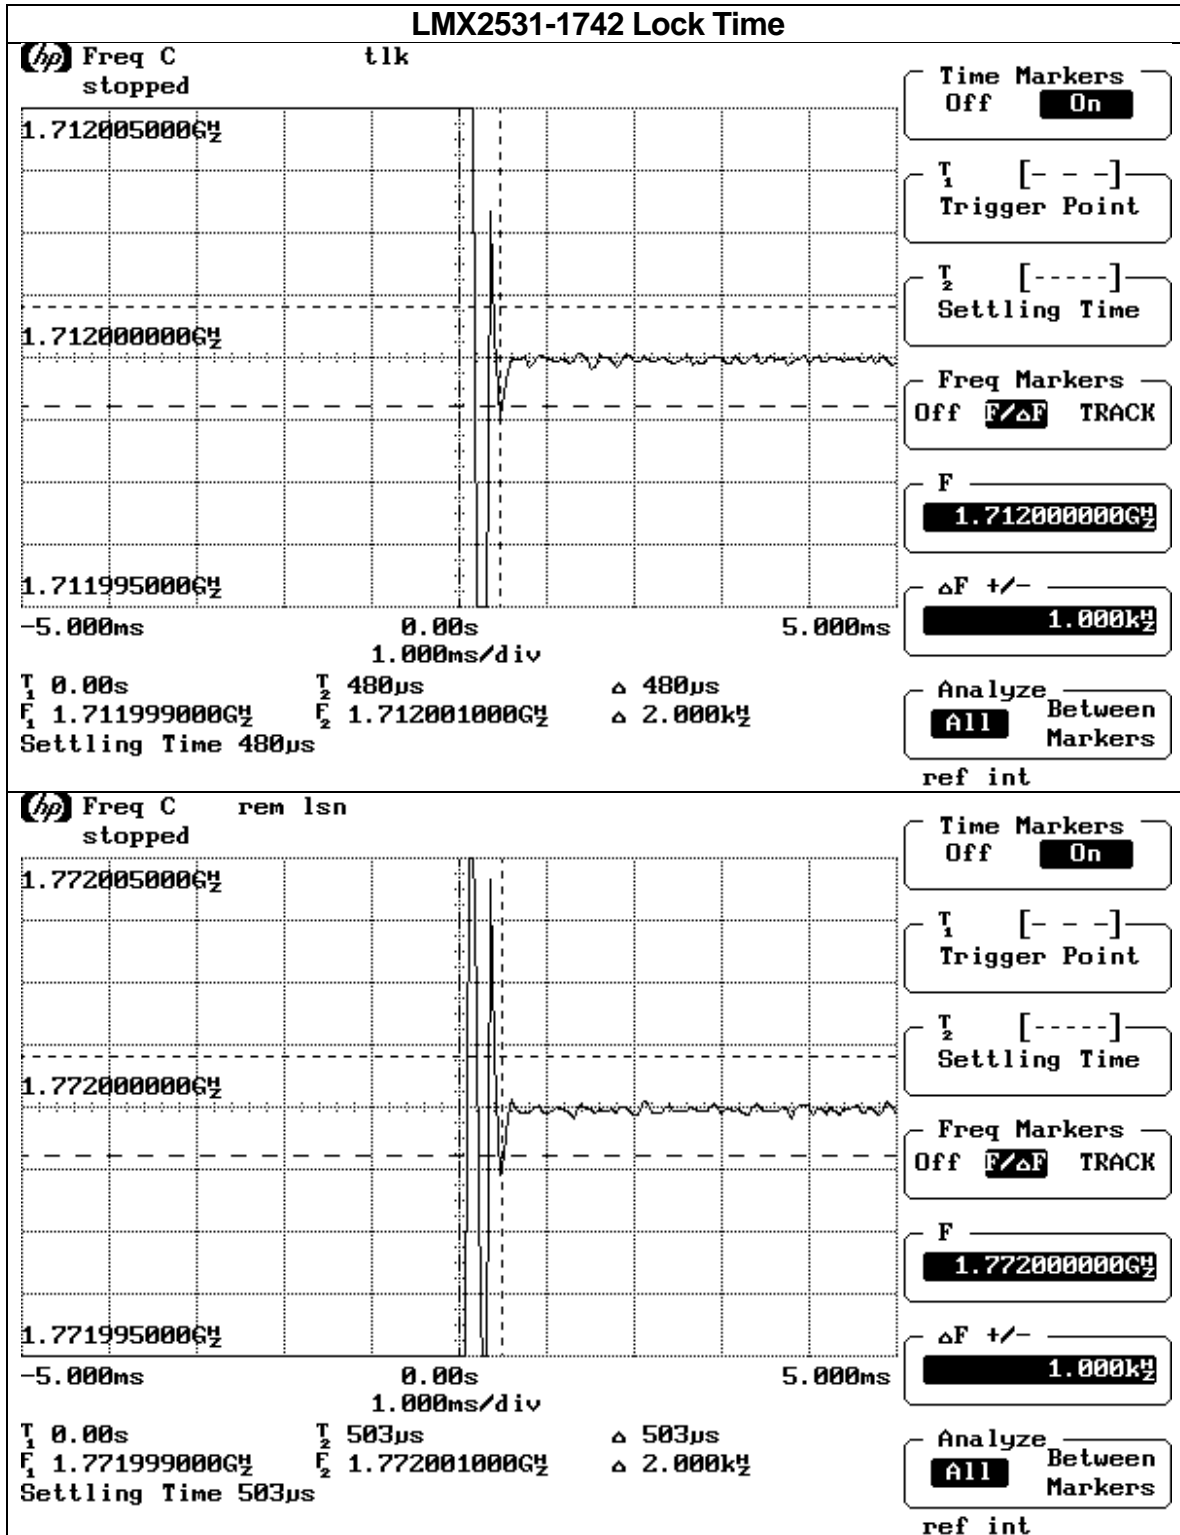 LMX2531-1742 Lock Time
hp Freq C tlk
stopped
1.712005000GHz
1.712000000GHz
1.711995000GHz
-5.000ms 0.00s 5.000ms
1.000ms/div
T1 0.00s T2 480µs △ 480µs
F1 1.711999000GHz F2 1.712001000GHz △ 2.000kHz
Settling Time 480µs
Time Markers
Off On
T1 [- - -]
Trigger Point
T2 [-----]
Settling Time
Freq Markers
Off F/△F TRACK
F
1.712000000GHz
△F +/-
1.000kHz
Analyze
All Between
Markers
ref int
hp Freq C rem lsn
stopped
1.772005000GHz
1.772000000GHz
1.771995000GHz
-5.000ms 0.00s 5.000ms
1.000ms/div
T1 0.00s T2 503µs △ 503µs
F1 1.771999000GHz F2 1.772001000GHz △ 2.000kHz
Settling Time 503µs
Time Markers
Off On
T1 [- - -]
Trigger Point
T2 [-----]
Settling Time
Freq Markers
Off F/△F TRACK
F
1.772000000GHz
△F +/-
1.000kHz
Analyze
All Between
Markers
ref int